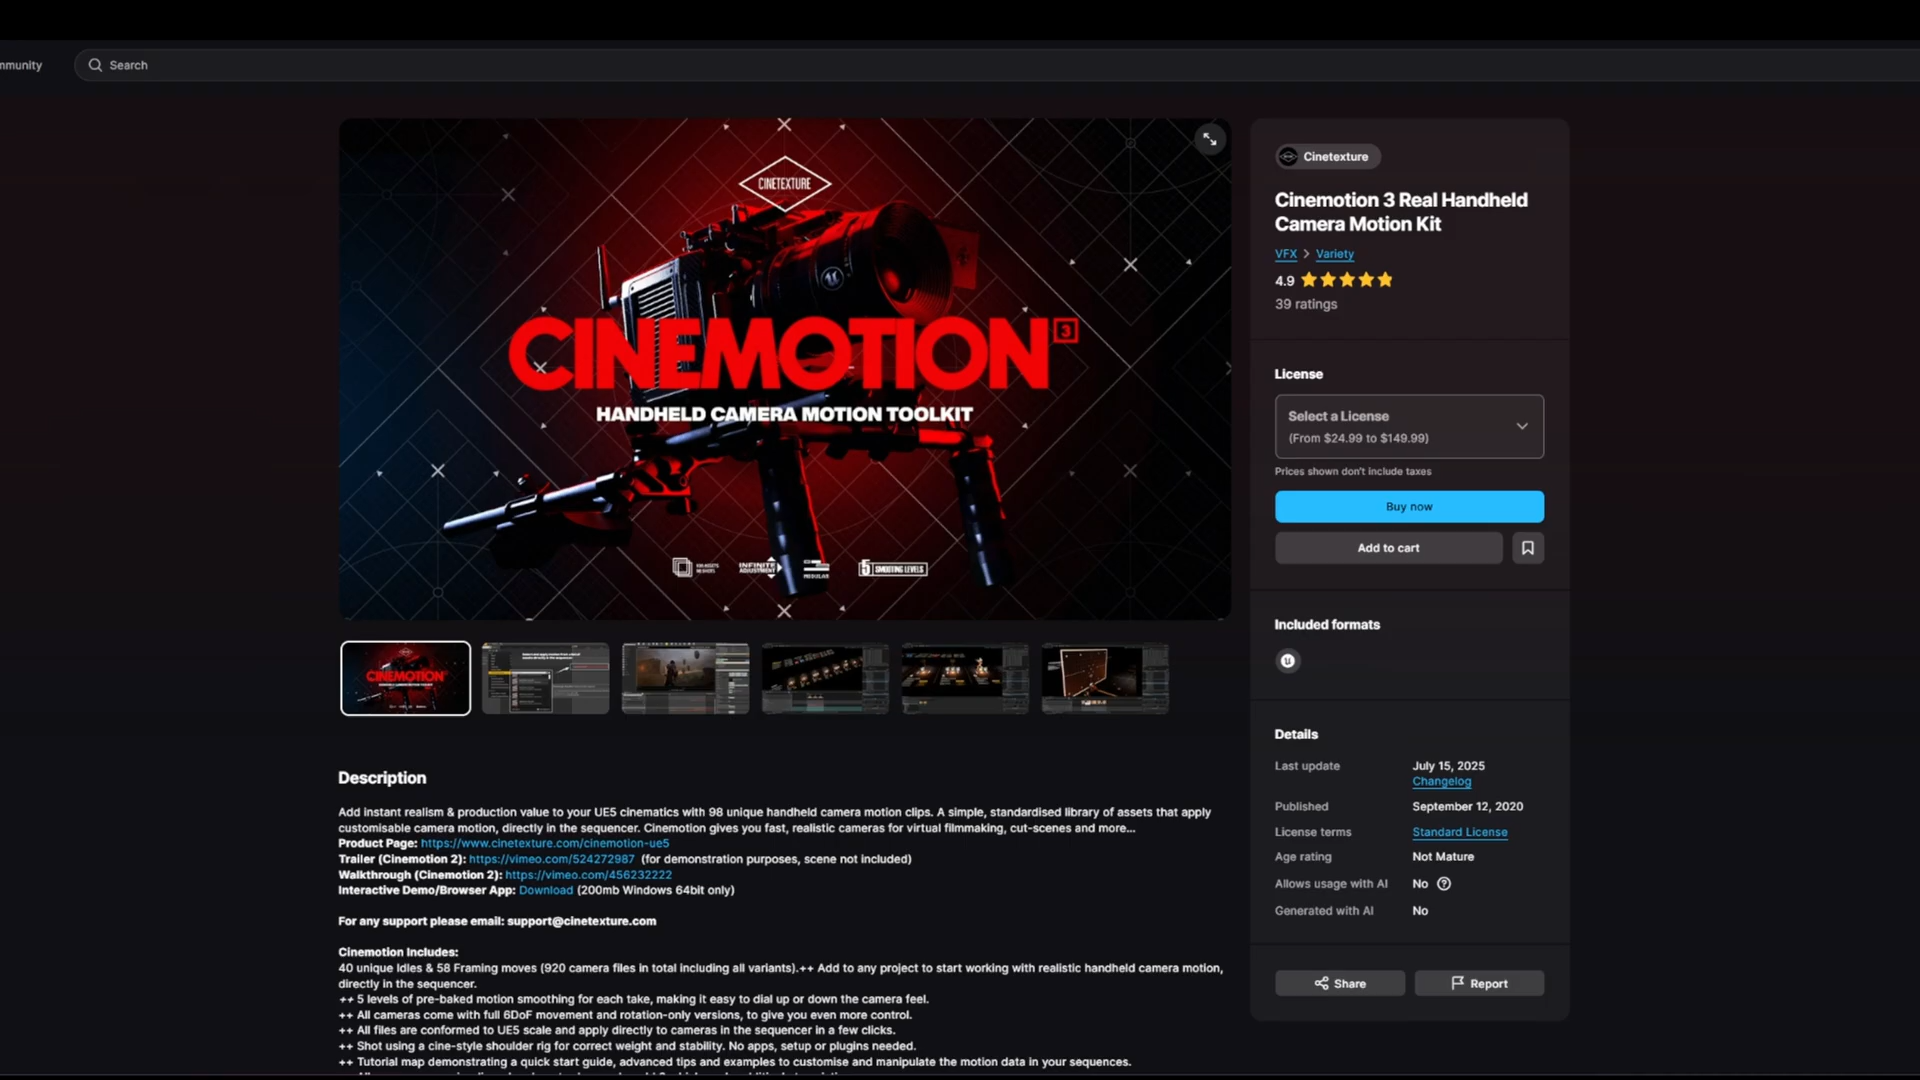 mmunity
Search
CINETEXTURE
CINEMOTION 3
HANDHELD CAMERA MOTION TOOLKIT
INFINITE
ADJUSTMENT
MODULAR
5 SMOOTHING LEVELS
CINEMOTION
Cinetexture
Cinemotion 3 Real Handheld
Camera Motion Kit
VFX > Variety
4.9
39 ratings
License
Select a License
(From $24.99 to $149.99)
Prices shown don't include taxes
Buy now
Add to cart
Included formats
Details
Last update July 15, 2025
Changelog
Published September 12, 2020
License terms Standard License
Age rating Not Mature
Allows usage with AI No ?
Generated with AI No
Share Report
Description
Add instant realism & production value to your UE5 cinematics with 98 unique handheld camera motion clips. A simple, standardised library of assets that apply
customisable camera motion, directly in the sequencer. Cinemotion gives you fast, realistic cameras for virtual filmmaking, cut-scenes and more...
Product Page: https://www.cinetexture.com/cinemotion-ue5
Trailer (Cinemotion 2): https://vimeo.com/524272987 (for demonstration purposes, scene not included)
Walkthrough (Cinemotion 2): https://vimeo.com/456232222
Interactive Demo/Browser App: Download (200mb Windows 64bit only)
For any support please email: support@cinetexture.com
Cinemotion Includes:
40 unique Idles & 58 Framing moves (920 camera files in total including all variants).++ Add to any project to start working with realistic handheld camera motion,
directly in the sequencer.
++ 5 levels of pre-baked motion smoothing for each take, making it easy to dial up or down the camera feel.
++ All cameras come with full 6DoF movement and rotation-only versions, to give you even more control.
++ All files are conformed to UE5 scale and apply directly to cameras in the sequencer in a few clicks.
++ Shot using a cine-style shoulder rig for correct weight and stability. No apps, setup or plugins needed.
++ Tutorial map demonstrating a quick start guide, advanced tips and examples to customise and manipulate the motion data in your sequences.